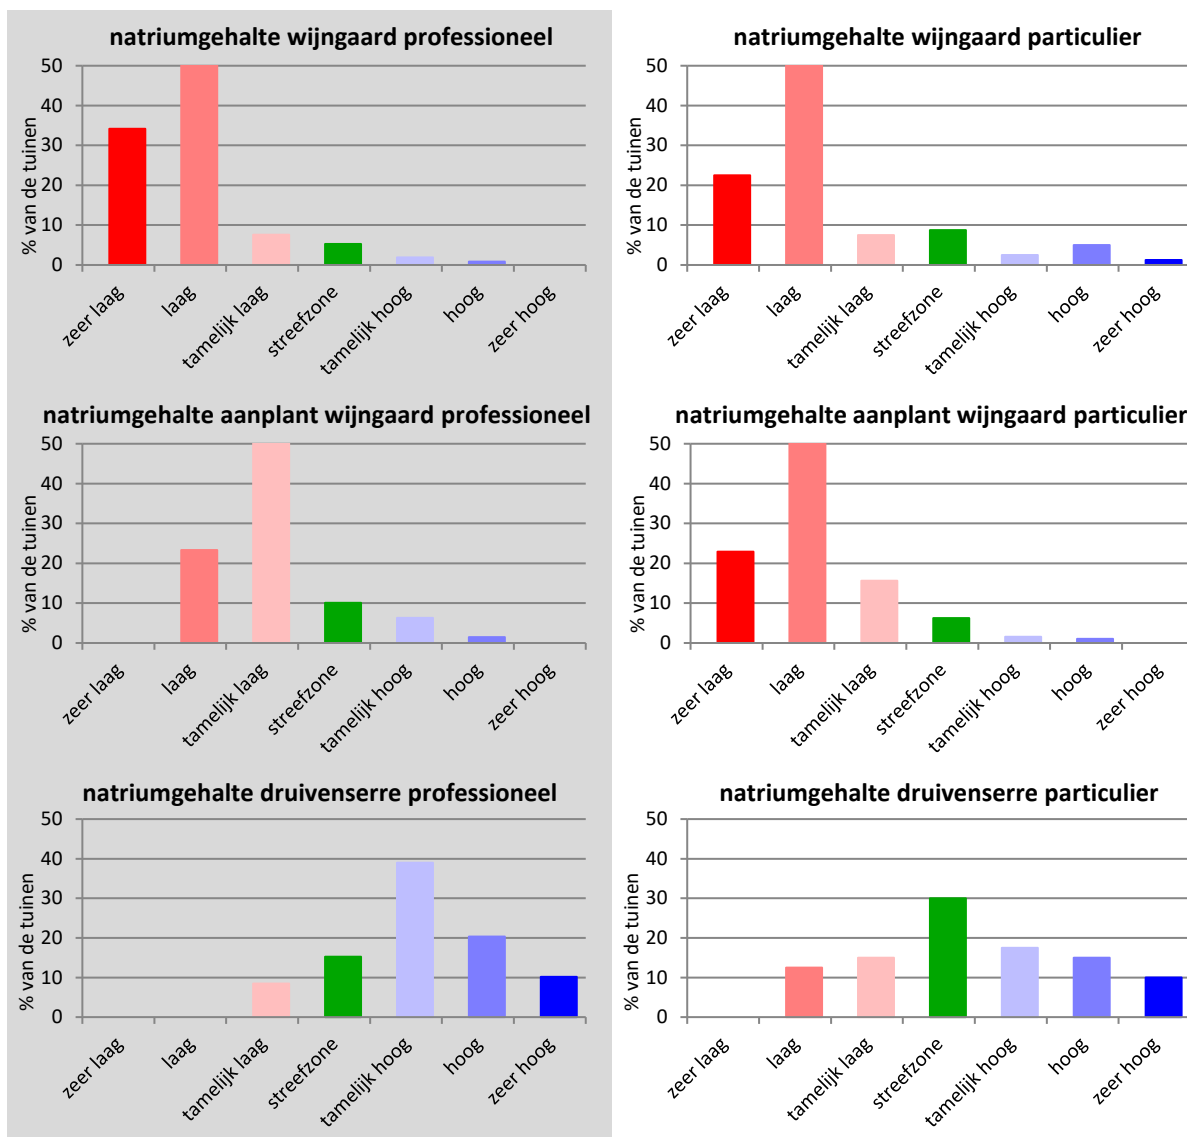 natriumgehalte wijngaard professioneel
% van de tuinen
50
40
30
20
10
0
zeer laag
laag
tamelijk laag
streefzone
tamelijk hoog
hoog
zeer hoog
natriumgehalte wijngaard particulier
% van de tuinen
50
40
30
20
10
0
zeer laag
laag
tamelijk laag
streefzone
tamelijk hoog
hoog
zeer hoog
natriumgehalte aanplant wijngaard professioneel
% van de tuinen
50
40
30
20
10
0
zeer laag
laag
tamelijk laag
streefzone
tamelijk hoog
hoog
zeer hoog
natriumgehalte aanplant wijngaard particulier
% van de tuinen
50
40
30
20
10
0
zeer laag
laag
tamelijk laag
streefzone
tamelijk hoog
hoog
zeer hoog
natriumgehalte druivenserre professioneel
% van de tuinen
50
40
30
20
10
0
zeer laag
laag
tamelijk laag
streefzone
tamelijk hoog
hoog
zeer hoog
natriumgehalte druivenserre particulier
% van de tuinen
50
40
30
20
10
0
zeer laag
laag
tamelijk laag
streefzone
tamelijk hoog
hoog
zeer hoog